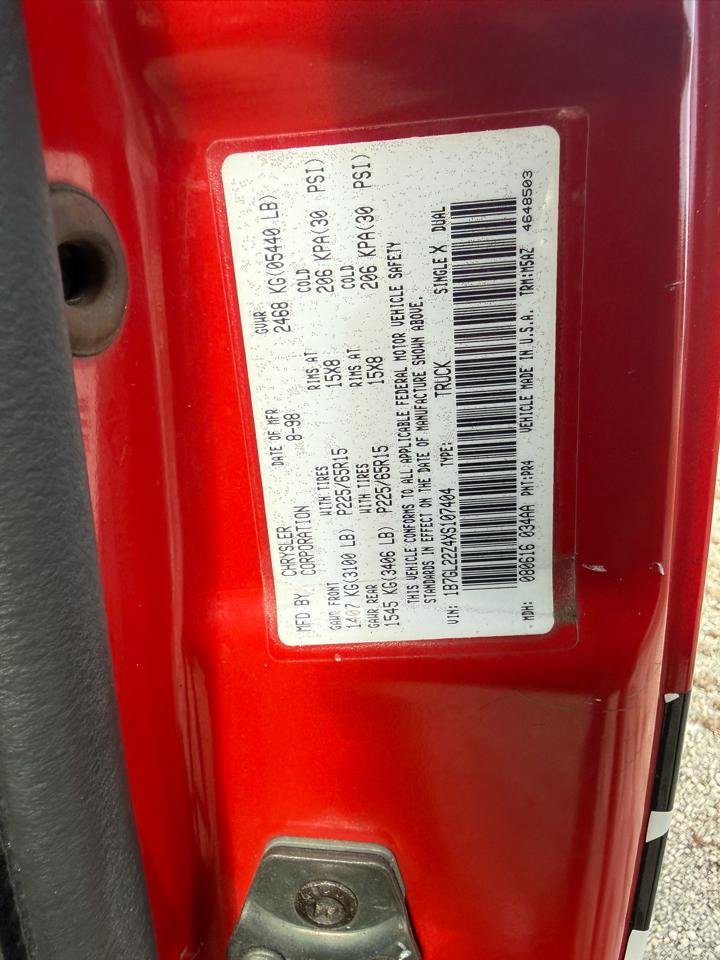 MFD BY CHRYSLER CORPORATION DATE OF MFR 8-98 GVWR 2468 KG(05440 LB)
GAWR FRONT WITH TIRES RIMS AT COLD
1407 KG(3100 LB) P225/65R15 15X8 206 KPA(30 PSI)
GAWR REAR WITH TIRES RIMS AT COLD
1545 KG(3406 LB) P225/65R15 15X8 206 KPA(30 PSI)
THIS VEHICLE CONFORMS TO ALL APPLICABLE FEDERAL MOTOR VEHICLE SAFETY
STANDARDS IN EFFECT ON THE DATE OF MANUFACTURE SHOWN ABOVE.
VIN: 1B7GL22Z4XS107404 TYPE: TRUCK SINGLE X DUAL
MDH: 080616 034AA PNT:PR4 VEHICLE MADE IN U.S.A. TRM:M5AZ 4648503